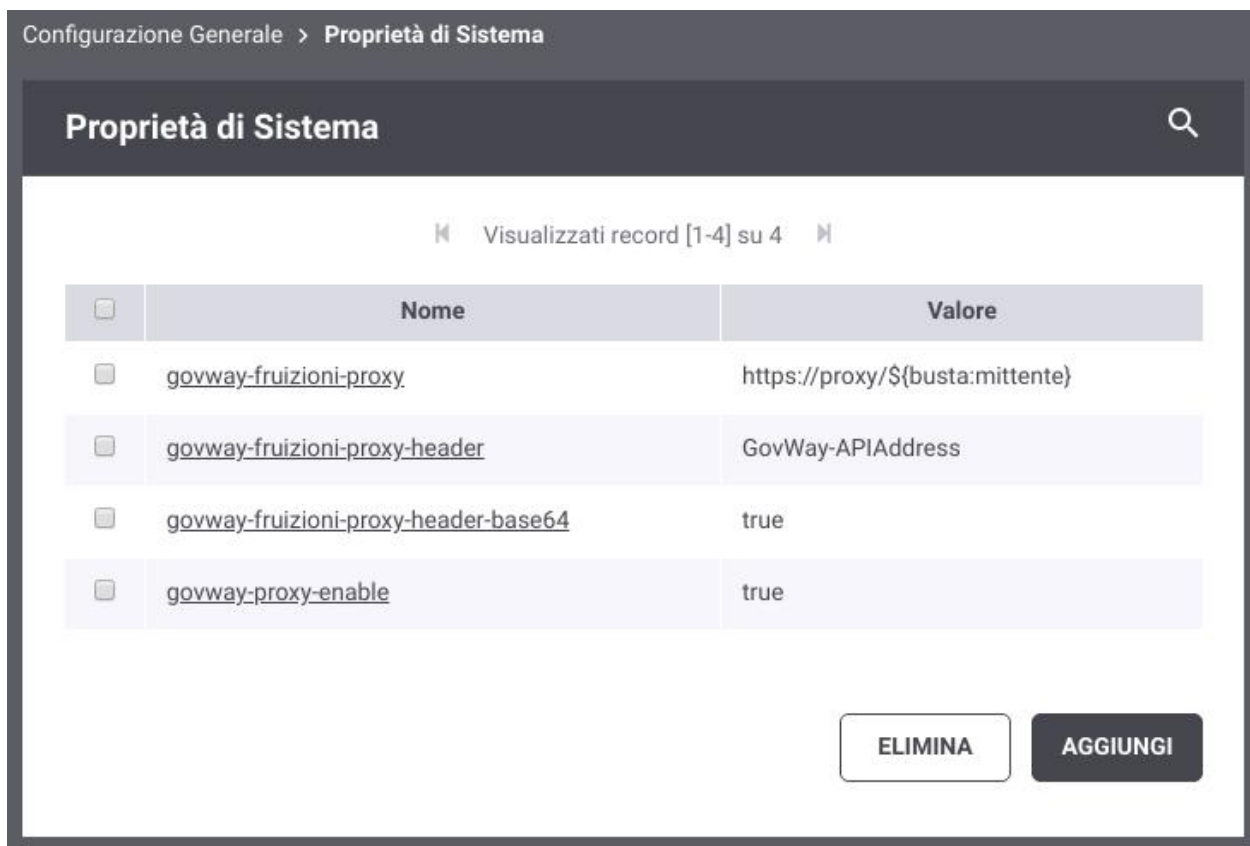 Configurazione Generale > Proprietà di Sistema
Proprietà di Sistema
Visualizzati record [1-4] su 4
Nome Valore
govway-fruizioni-proxy https://proxy/${busta:mittente}
govway-fruizioni-proxy-header GovWay-APIAddress
govway-fruizioni-proxy-header-base64 true
govway-proxy-enable true
ELIMINA AGGIUNGI